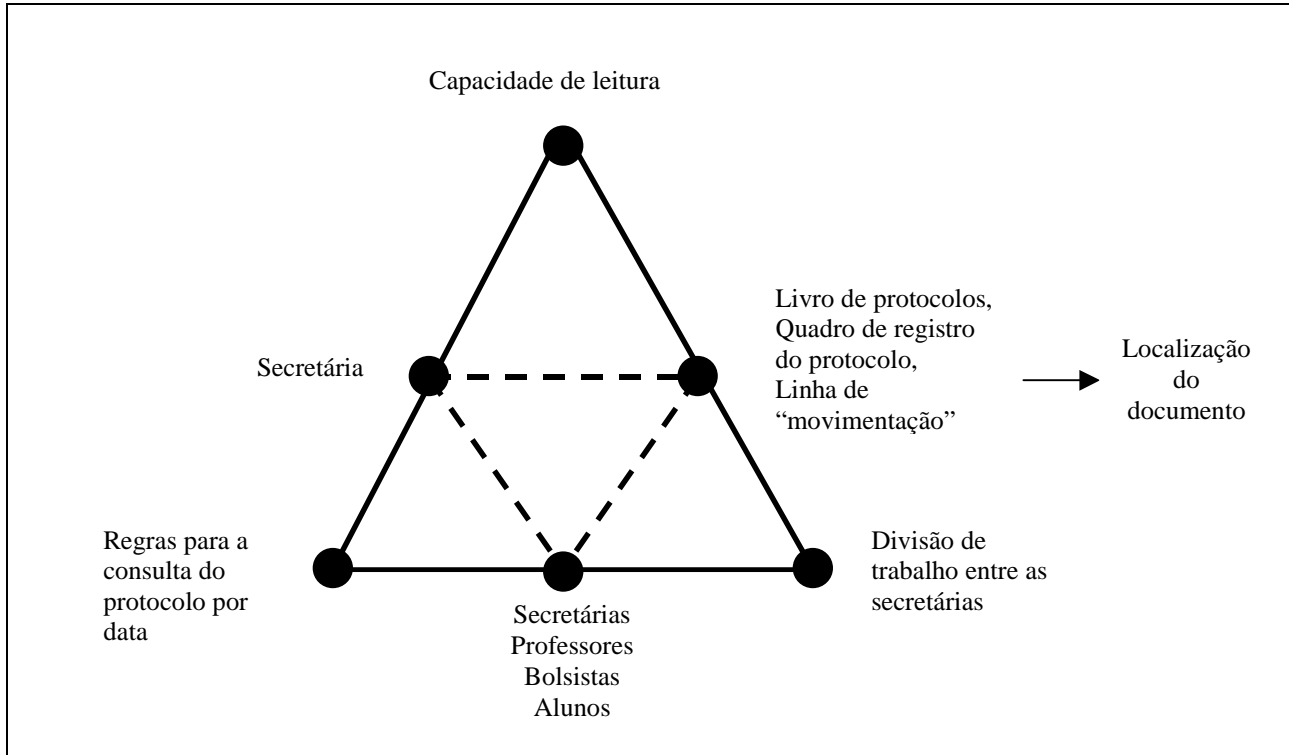 Capacidade de leitura
Secretária
Livro de protocolos,
Quadro de registro
do protocolo,
Linha de
“movimentação”
Localização
do
documento
Regras para a
consulta do
protocolo por
data
Secretárias
Professores
Bolsistas
Alunos
Divisão de
trabalho entre as
secretárias